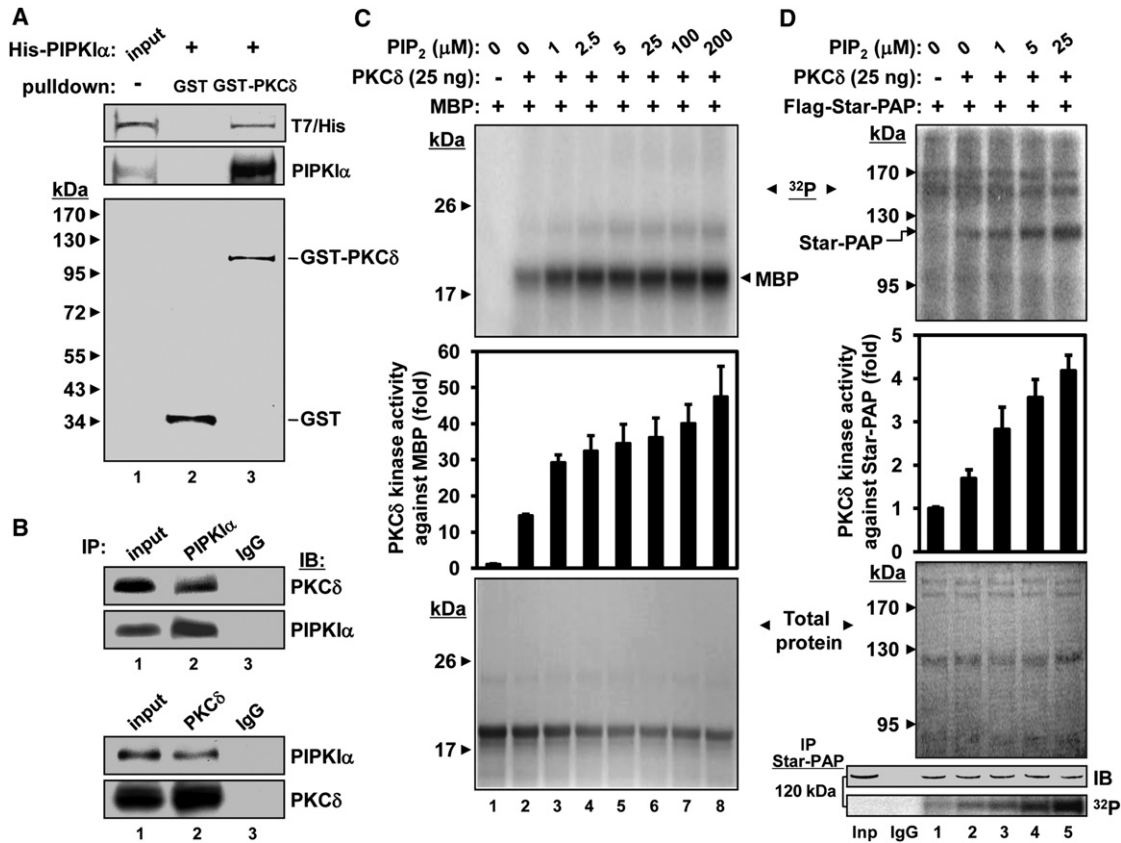 A
His-PIPKIα: input + +
pulldown: - GST GST-PKCδ
T7/His
PIPKIα
kDa
170
130
95
72
55
43
34
GST-PKCδ
GST
1 2 3
B
IP: input PIPKIα IgG
IB:
PKCδ
PIPKIα
1 2 3
input PKCδ IgG
PIPKIα
PKCδ
1 2 3
C
PIP2 (μM): 0 0 1 2.5 5 25 100 200
PKCδ (25 ng): - + + + + + + +
MBP: + + + + + + + +
kDa
26
17
32P
MBP
PKCδ kinase activity
against MBP (fold)
60
50
40
30
20
10
0
kDa
26
17
Total
protein
1 2 3 4 5 6 7 8
D
PIP2 (μM): 0 0 1 5 25
PKCδ (25 ng): - + + + +
Flag-Star-PAP: + + + + +
kDa
170
130
Star-PAP
95
PKCδ kinase activity
against Star-PAP (fold)
5
4
3
2
1
0
kDa
170
130
95
IP
Star-PAP
120 kDa
IB
32P
Inp IgG 1 2 3 4 5